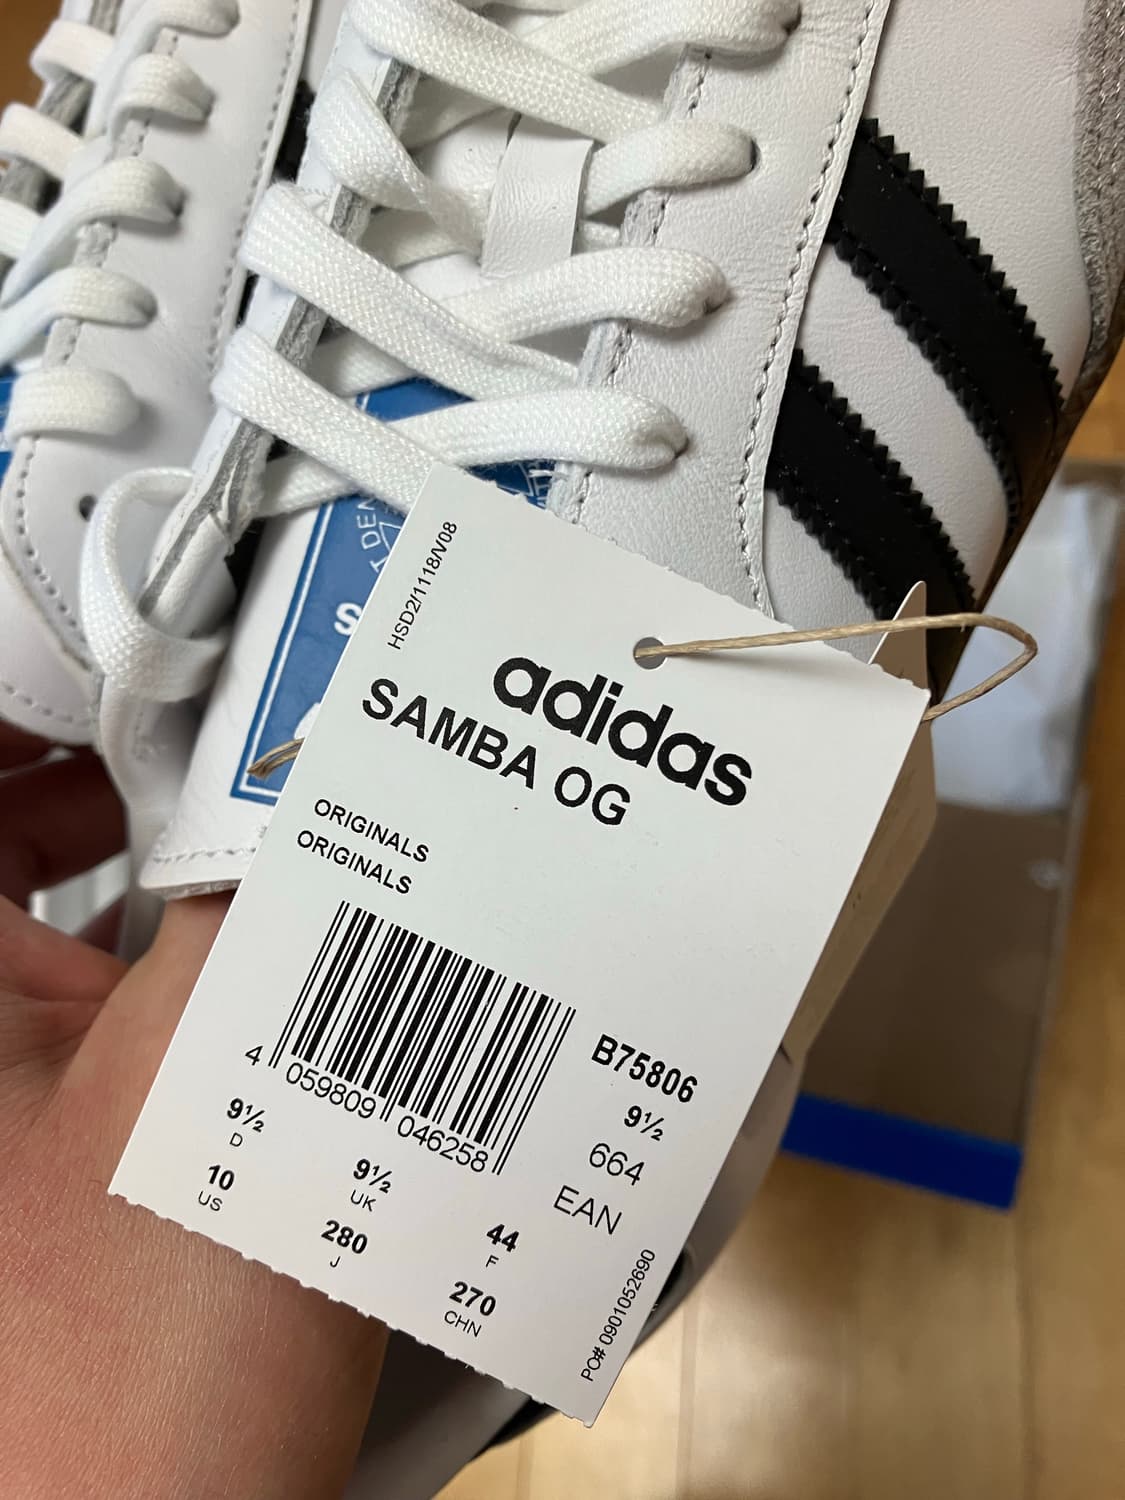 HSD2/1118/V08
adidas
SAMBA OG
ORIGINALS
ORIGINALS
4 059809 046258
B75806
9½
664
EAN
9½
D
10
US
9½
UK
280
J
44
F
270
CHN
PO# 0901052690